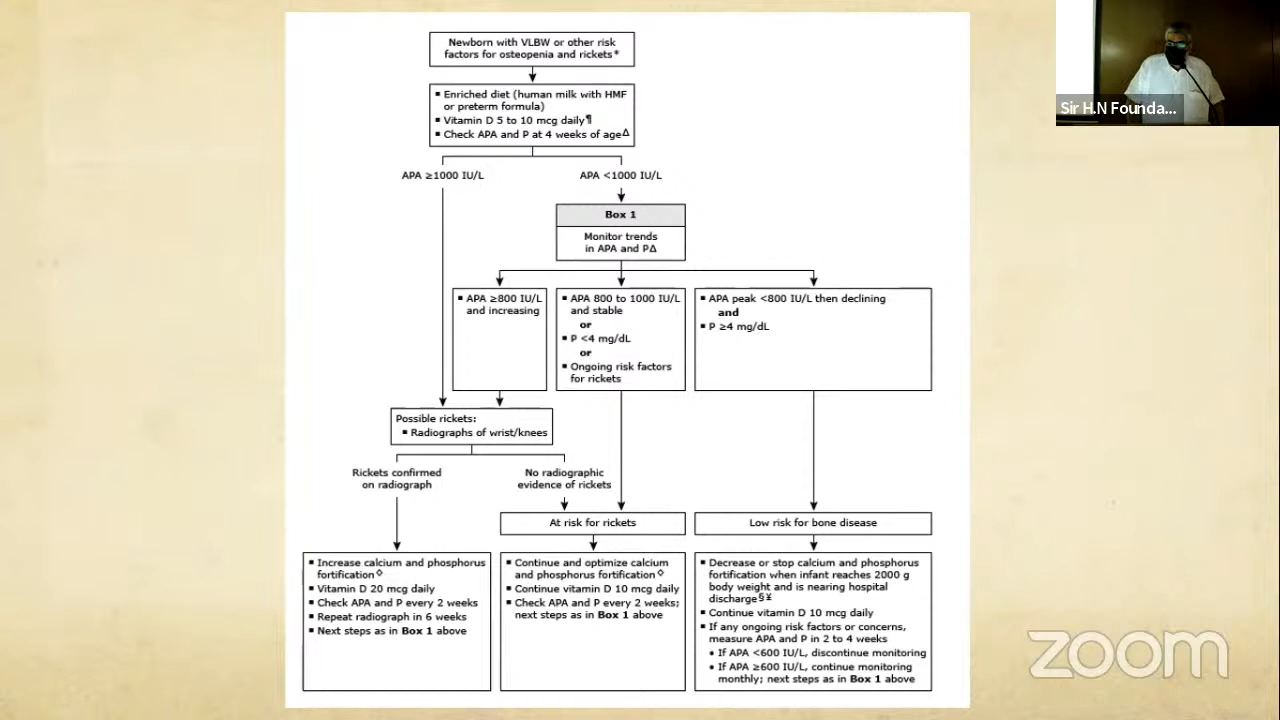 Newborn with VLBW or other risk
factors for osteopenia and rickets*
▪ Enriched diet (human milk with HMF
or preterm formula)
▪ Vitamin D 5 to 10 mcg daily¶
▪ Check APA and P at 4 weeks of ageΔ
APA ≥1000 IU/L
APA <1000 IU/L
Box 1
Monitor trends
in APA and PΔ
▪ APA ≥800 IU/L
and increasing
▪ APA 800 to 1000 IU/L
and stable
or
▪ P <4 mg/dL
or
▪ Ongoing risk factors
for rickets
▪ APA peak <800 IU/L then declining
and
▪ P ≥4 mg/dL
Possible rickets:
▪ Radiographs of wrist/knees
Rickets confirmed
on radiograph
No radiographic
evidence of rickets
At risk for rickets
Low risk for bone disease
▪ Increase calcium and phosphorus
fortification◇
▪ Vitamin D 20 mcg daily
▪ Check APA and P every 2 weeks
▪ Repeat radiograph in 6 weeks
▪ Next steps as in Box 1 above
▪ Continue and optimize calcium
and phosphorus fortification◇
▪ Continue vitamin D 10 mcg daily
▪ Check APA and P every 2 weeks;
next steps as in Box 1 above
▪ Decrease or stop calcium and phosphorus
fortification when infant reaches 2000 g
body weight and is nearing hospital
discharge§¥
▪ Continue vitamin D 10 mcg daily
▪ If any ongoing risk factors or concerns,
measure APA and P in 2 to 4 weeks
• If APA <600 IU/L, discontinue monitoring
• If APA ≥600 IU/L, continue monitoring
monthly; next steps as in Box 1 above
Sir H.N Founda...
zoom